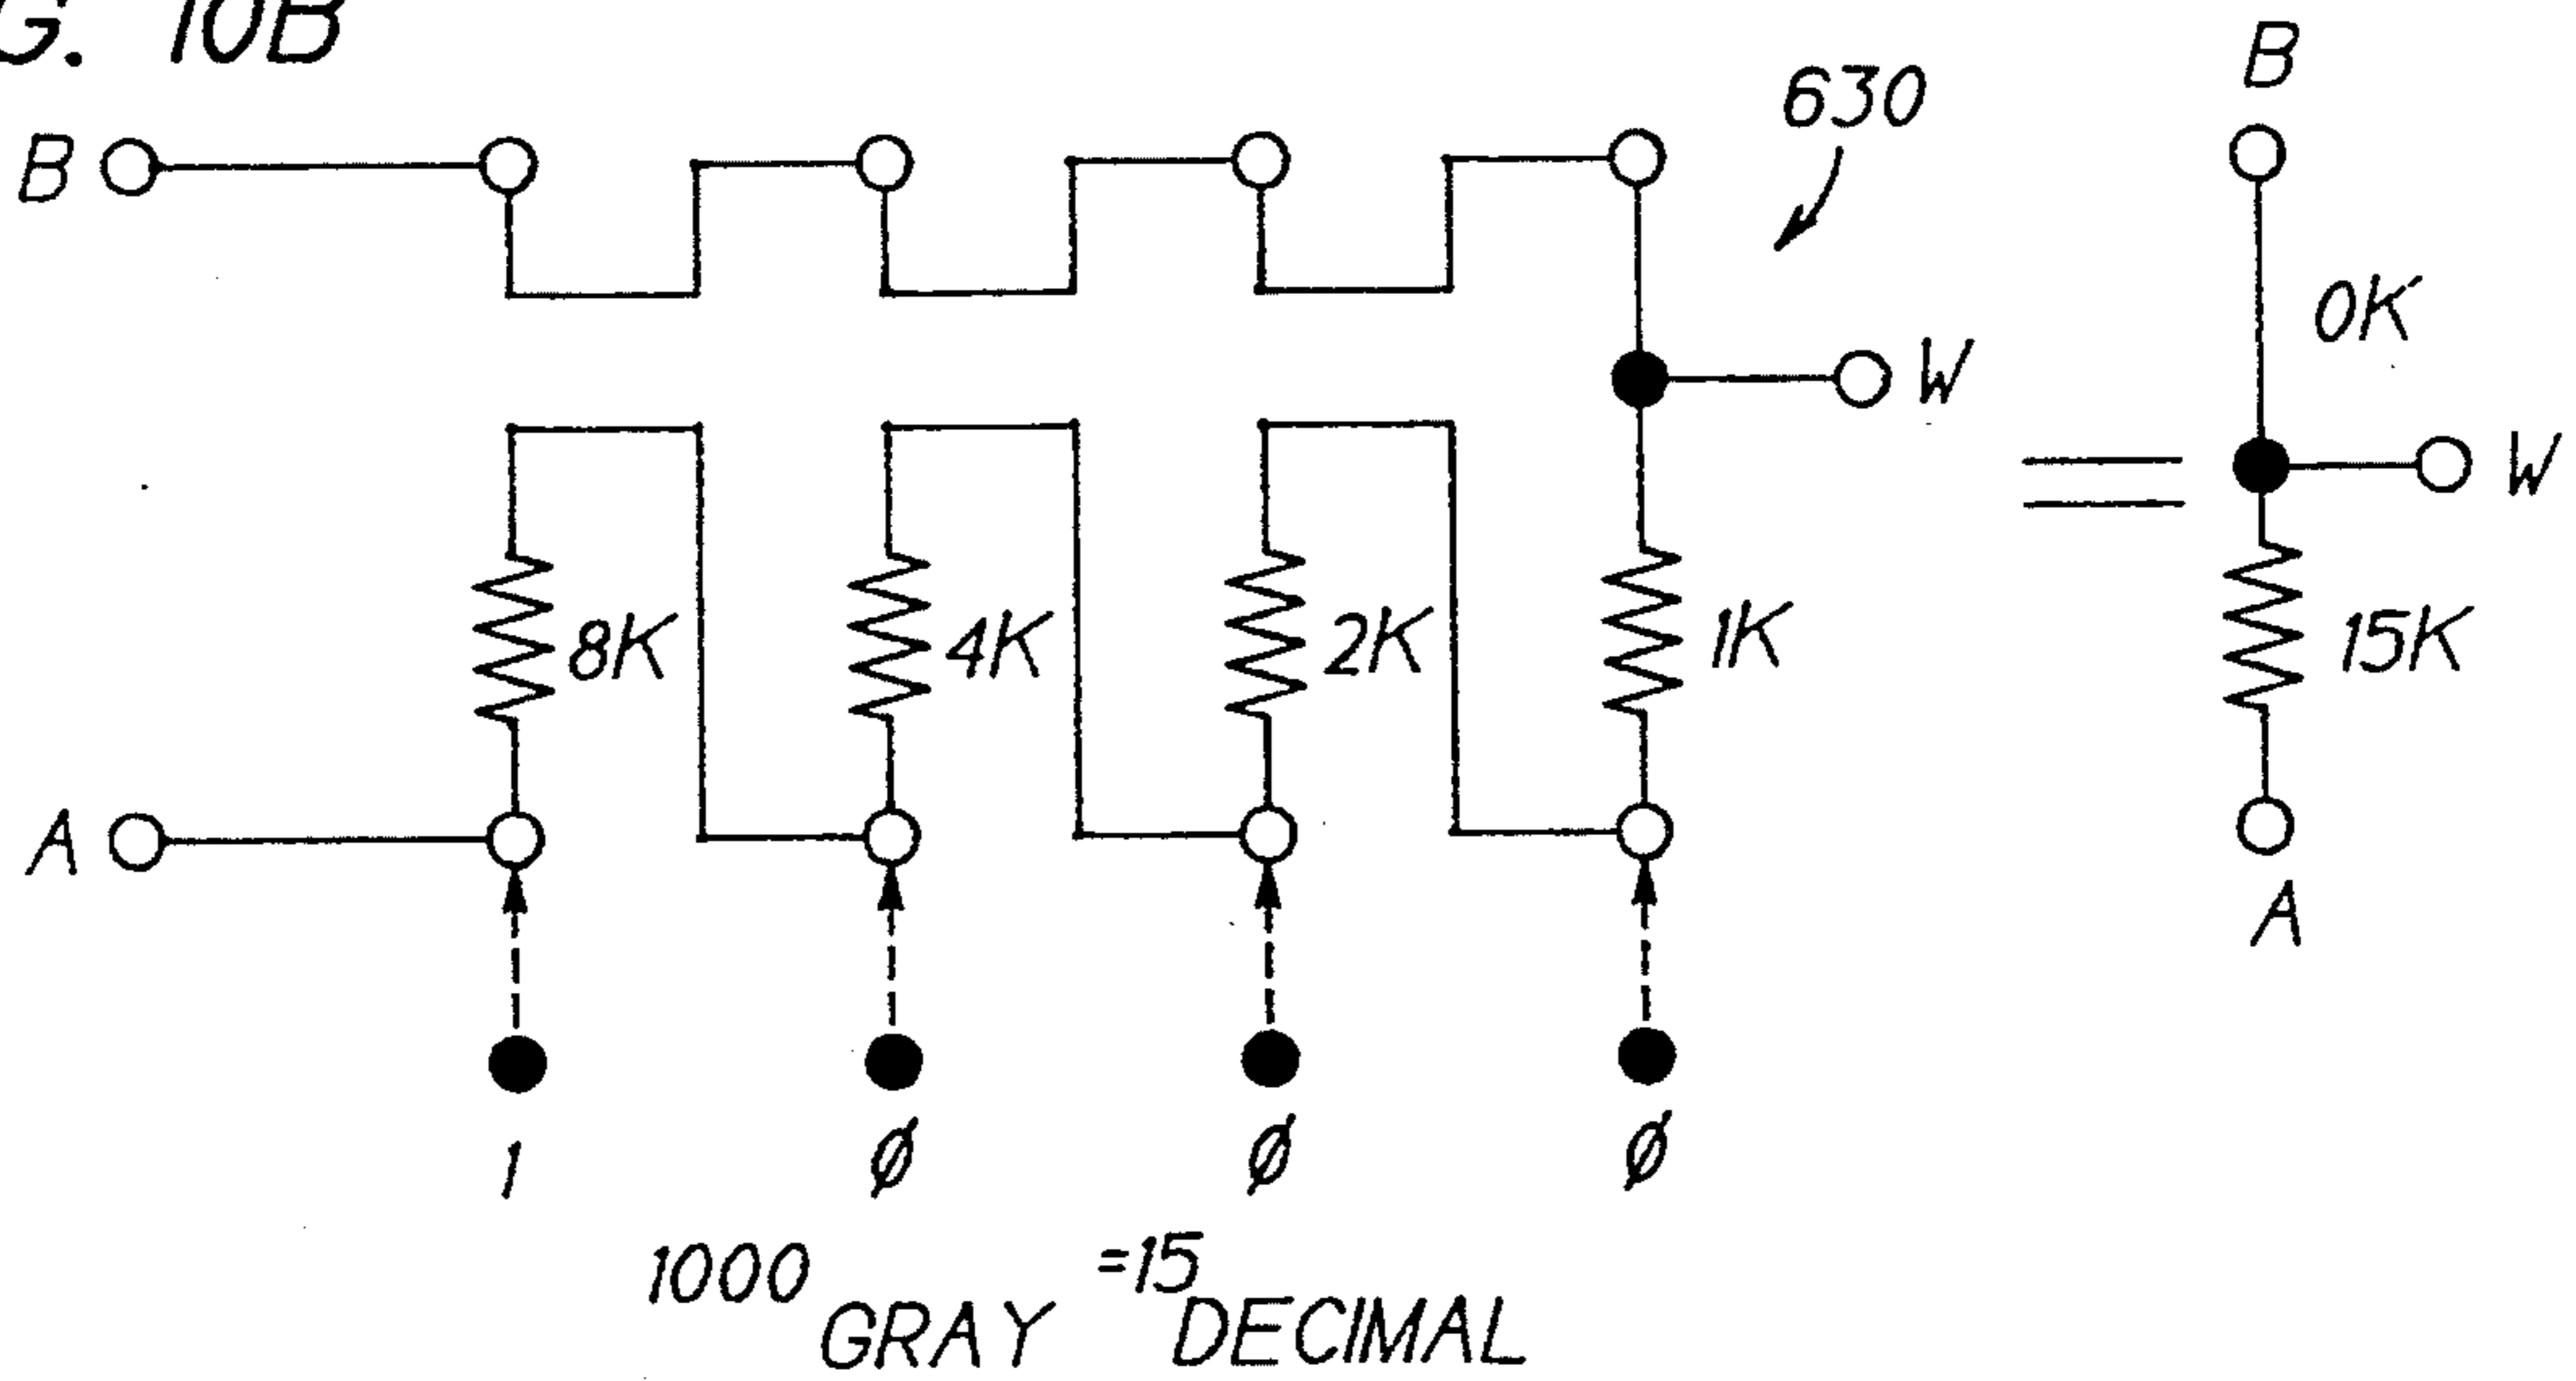 G. 10B
B
630
B
W
0K
W
8K
4K
2K
1K
15K
A
A
1
Ø
Ø
Ø
1000 GRAY =15 DECIMAL